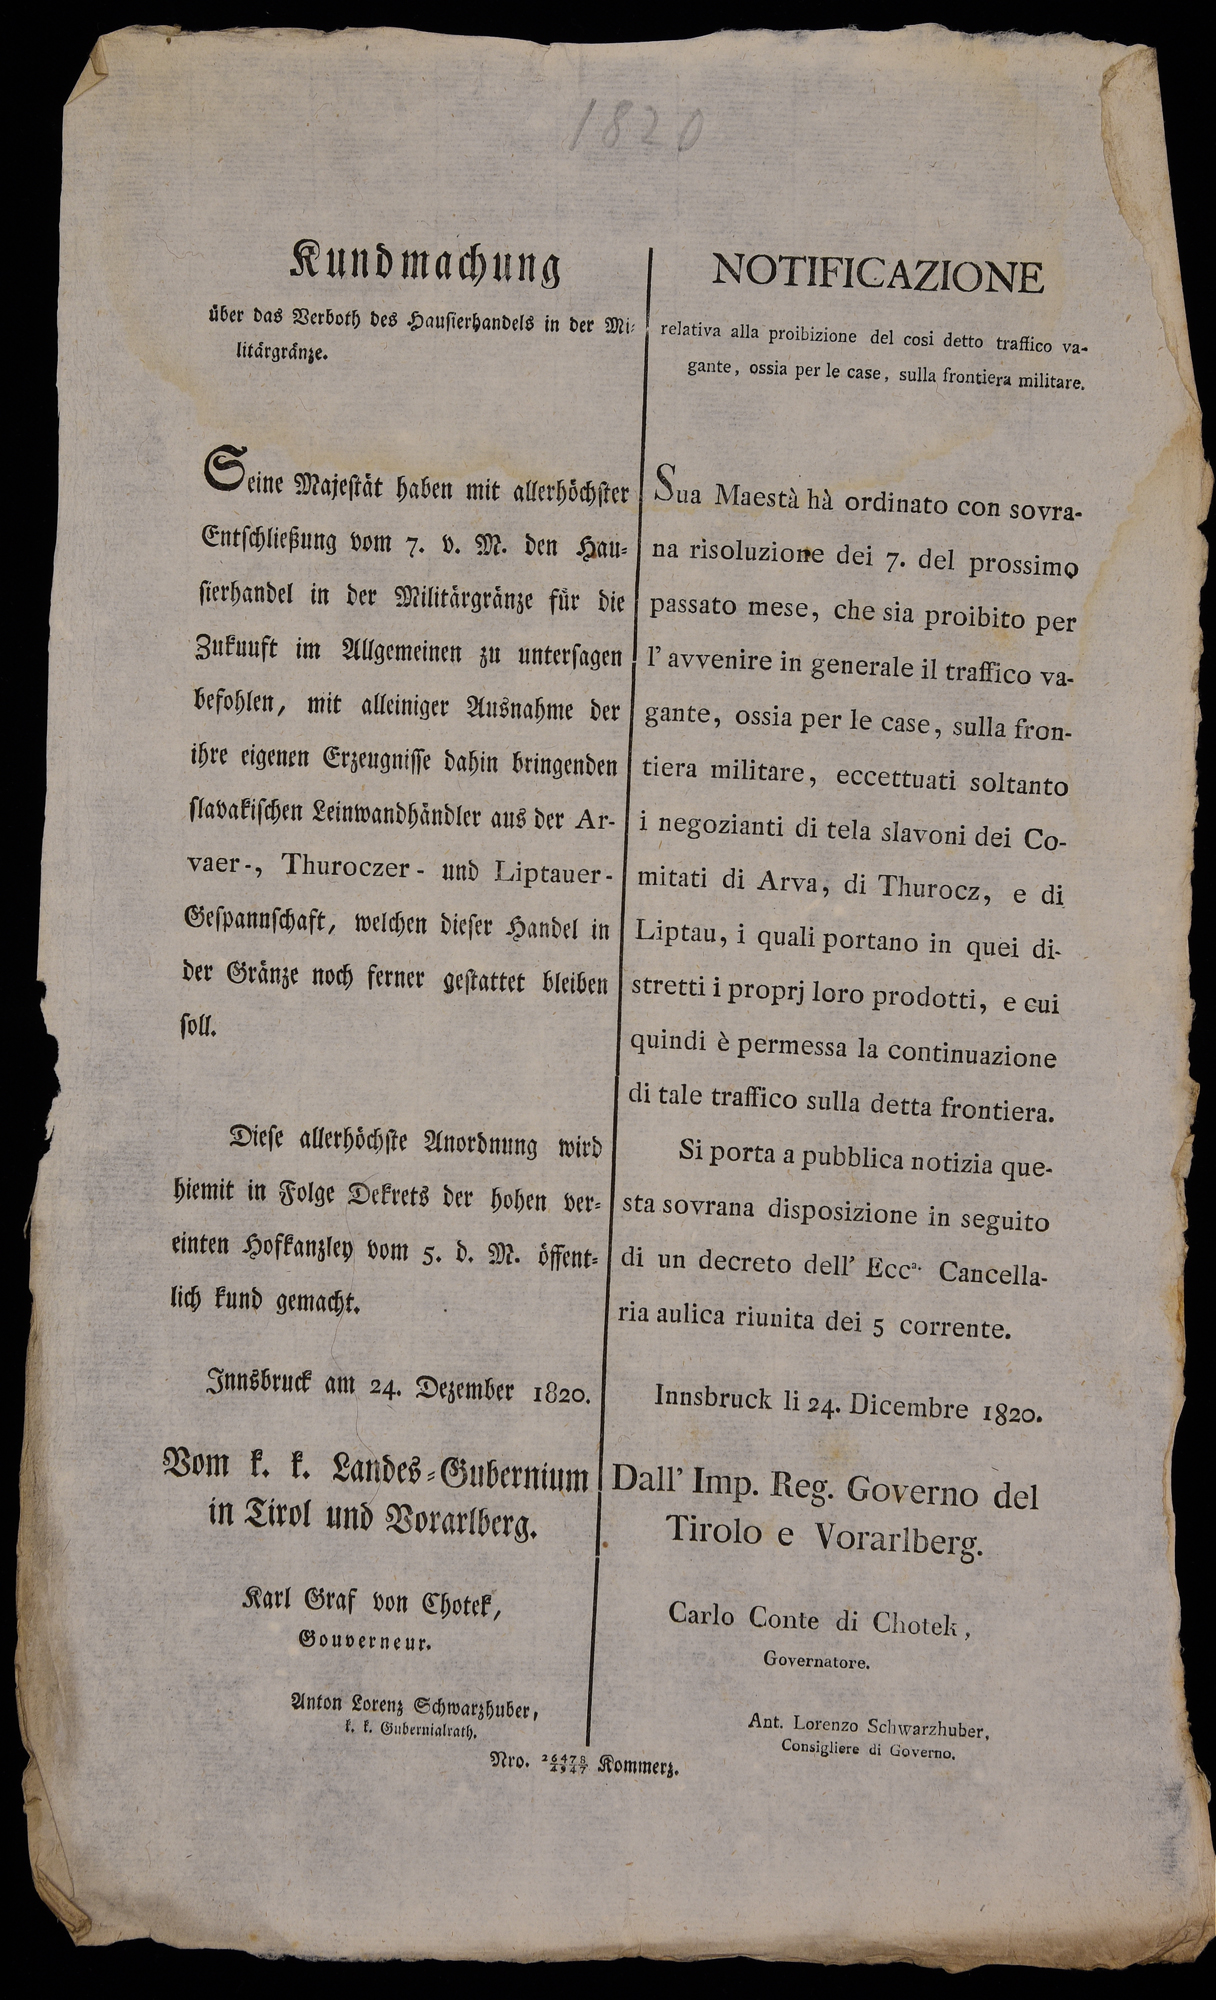 1820
Kundmachung
über das Verboth des Hausierhandels in der Mi-
litärgränze.
Seine Majestät haben mit allerhöchster
Entschließung vom 7. v. M. den Hau-
sierhandel in der Militärgränze für die
Zukunft im Allgemeinen zu untersagen
befohlen, mit alleiniger Ausnahme der
ihre eigenen Erzeugnisse dahin bringenden
slavakischen Leinwandhändler aus der Ar-
vaer-, Thuroczer- und Liptauer-
Gespannschaft, welchen dieser Handel in
der Gränze noch ferner gestattet bleiben
soll.
Diese allerhöchste Anordnung wird
hiemit in Folge Dekrets der hohen ver-
einten Hofkanzley vom 5. d. M. öffent-
lich kund gemacht.
Innsbruck am 24. Dezember 1820.
Vom k. k. Landes-Gubernium
in Tirol und Vorarlberg.
Karl Graf von Chotek,
Gouverneur.
Anton Lorenz Schwarzhuber,
k. k. Gubernialrath.
NOTIFICAZIONE
relativa alla proibizione del cosi detto traffico va-
gante, ossia per le case, sulla frontiera militare.
Sua Maestà hà ordinato con sovra-
na risoluzione dei 7. del prossimo
passato mese, che sia proibito per
l' avvenire in generale il traffico va-
gante, ossia per le case, sulla fron-
tiera militare, eccettuati soltanto
i negozianti di tela slavoni dei Co-
mitati di Arva, di Thurocz, e di
Liptau, i quali portano in quei di-
stretti i proprj loro prodotti, e cui
quindi è permessa la continuazione
di tale traffico sulla detta frontiera.
Si porta a pubblica notizia que-
sta sovrana disposizione in seguito
di un decreto dell' Ecc.ª Cancella-
ria aulica riunita dei 5 corrente.
Innsbruck li 24. Dicembre 1820.
Dall' Imp. Reg. Governo del
Tirolo e Vorarlberg.
Carlo Conte di Chotek,
Governatore.
Ant. Lorenzo Schwarzhuber,
Consigliere di Governo.
Nro. 26478/4947 Kommerz.